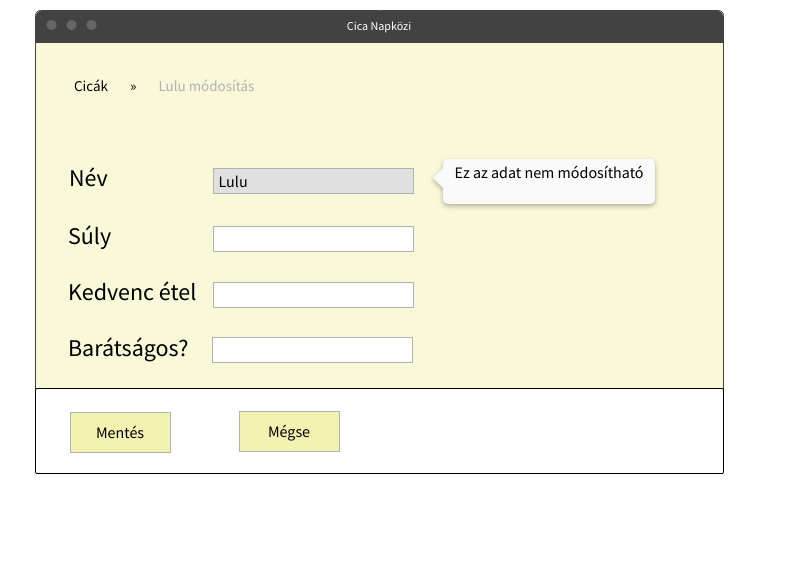 Cica Napközi
Cicák » Lulu módosítás
Név Lulu Ez az adat nem módosítható
Súly
Kedvenc étel
Barátságos?
Mentés Mégse